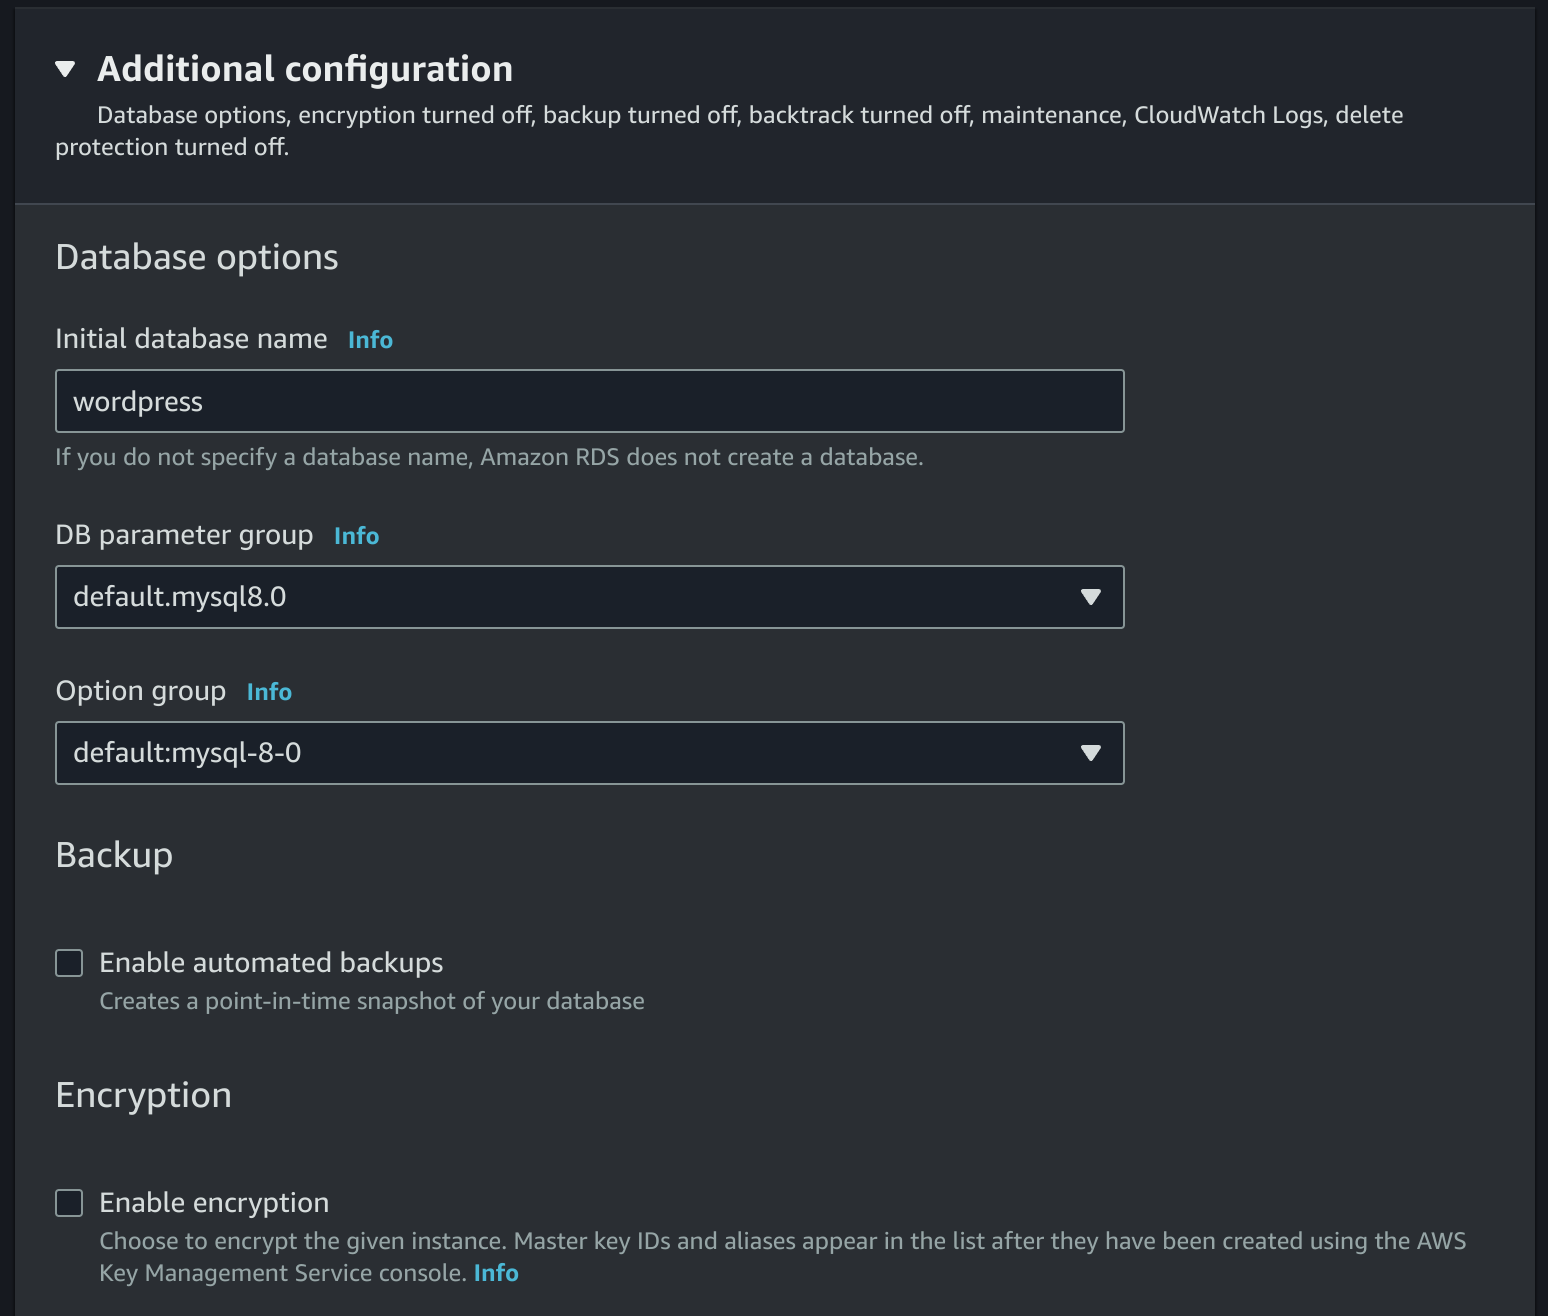 Additional configuration
Database options, encryption turned off, backup turned off, backtrack turned off, maintenance, CloudWatch Logs, delete
protection turned off.
Database options
Initial database name Info
wordpress
If you do not specify a database name, Amazon RDS does not create a database.
DB parameter group Info
default.mysql8.0
Option group Info
default:mysql-8-0
Backup
Enable automated backups
Creates a point-in-time snapshot of your database
Encryption
Enable encryption
Choose to encrypt the given instance. Master key IDs and aliases appear in the list after they have been created using the AWS
Key Management Service console. Info